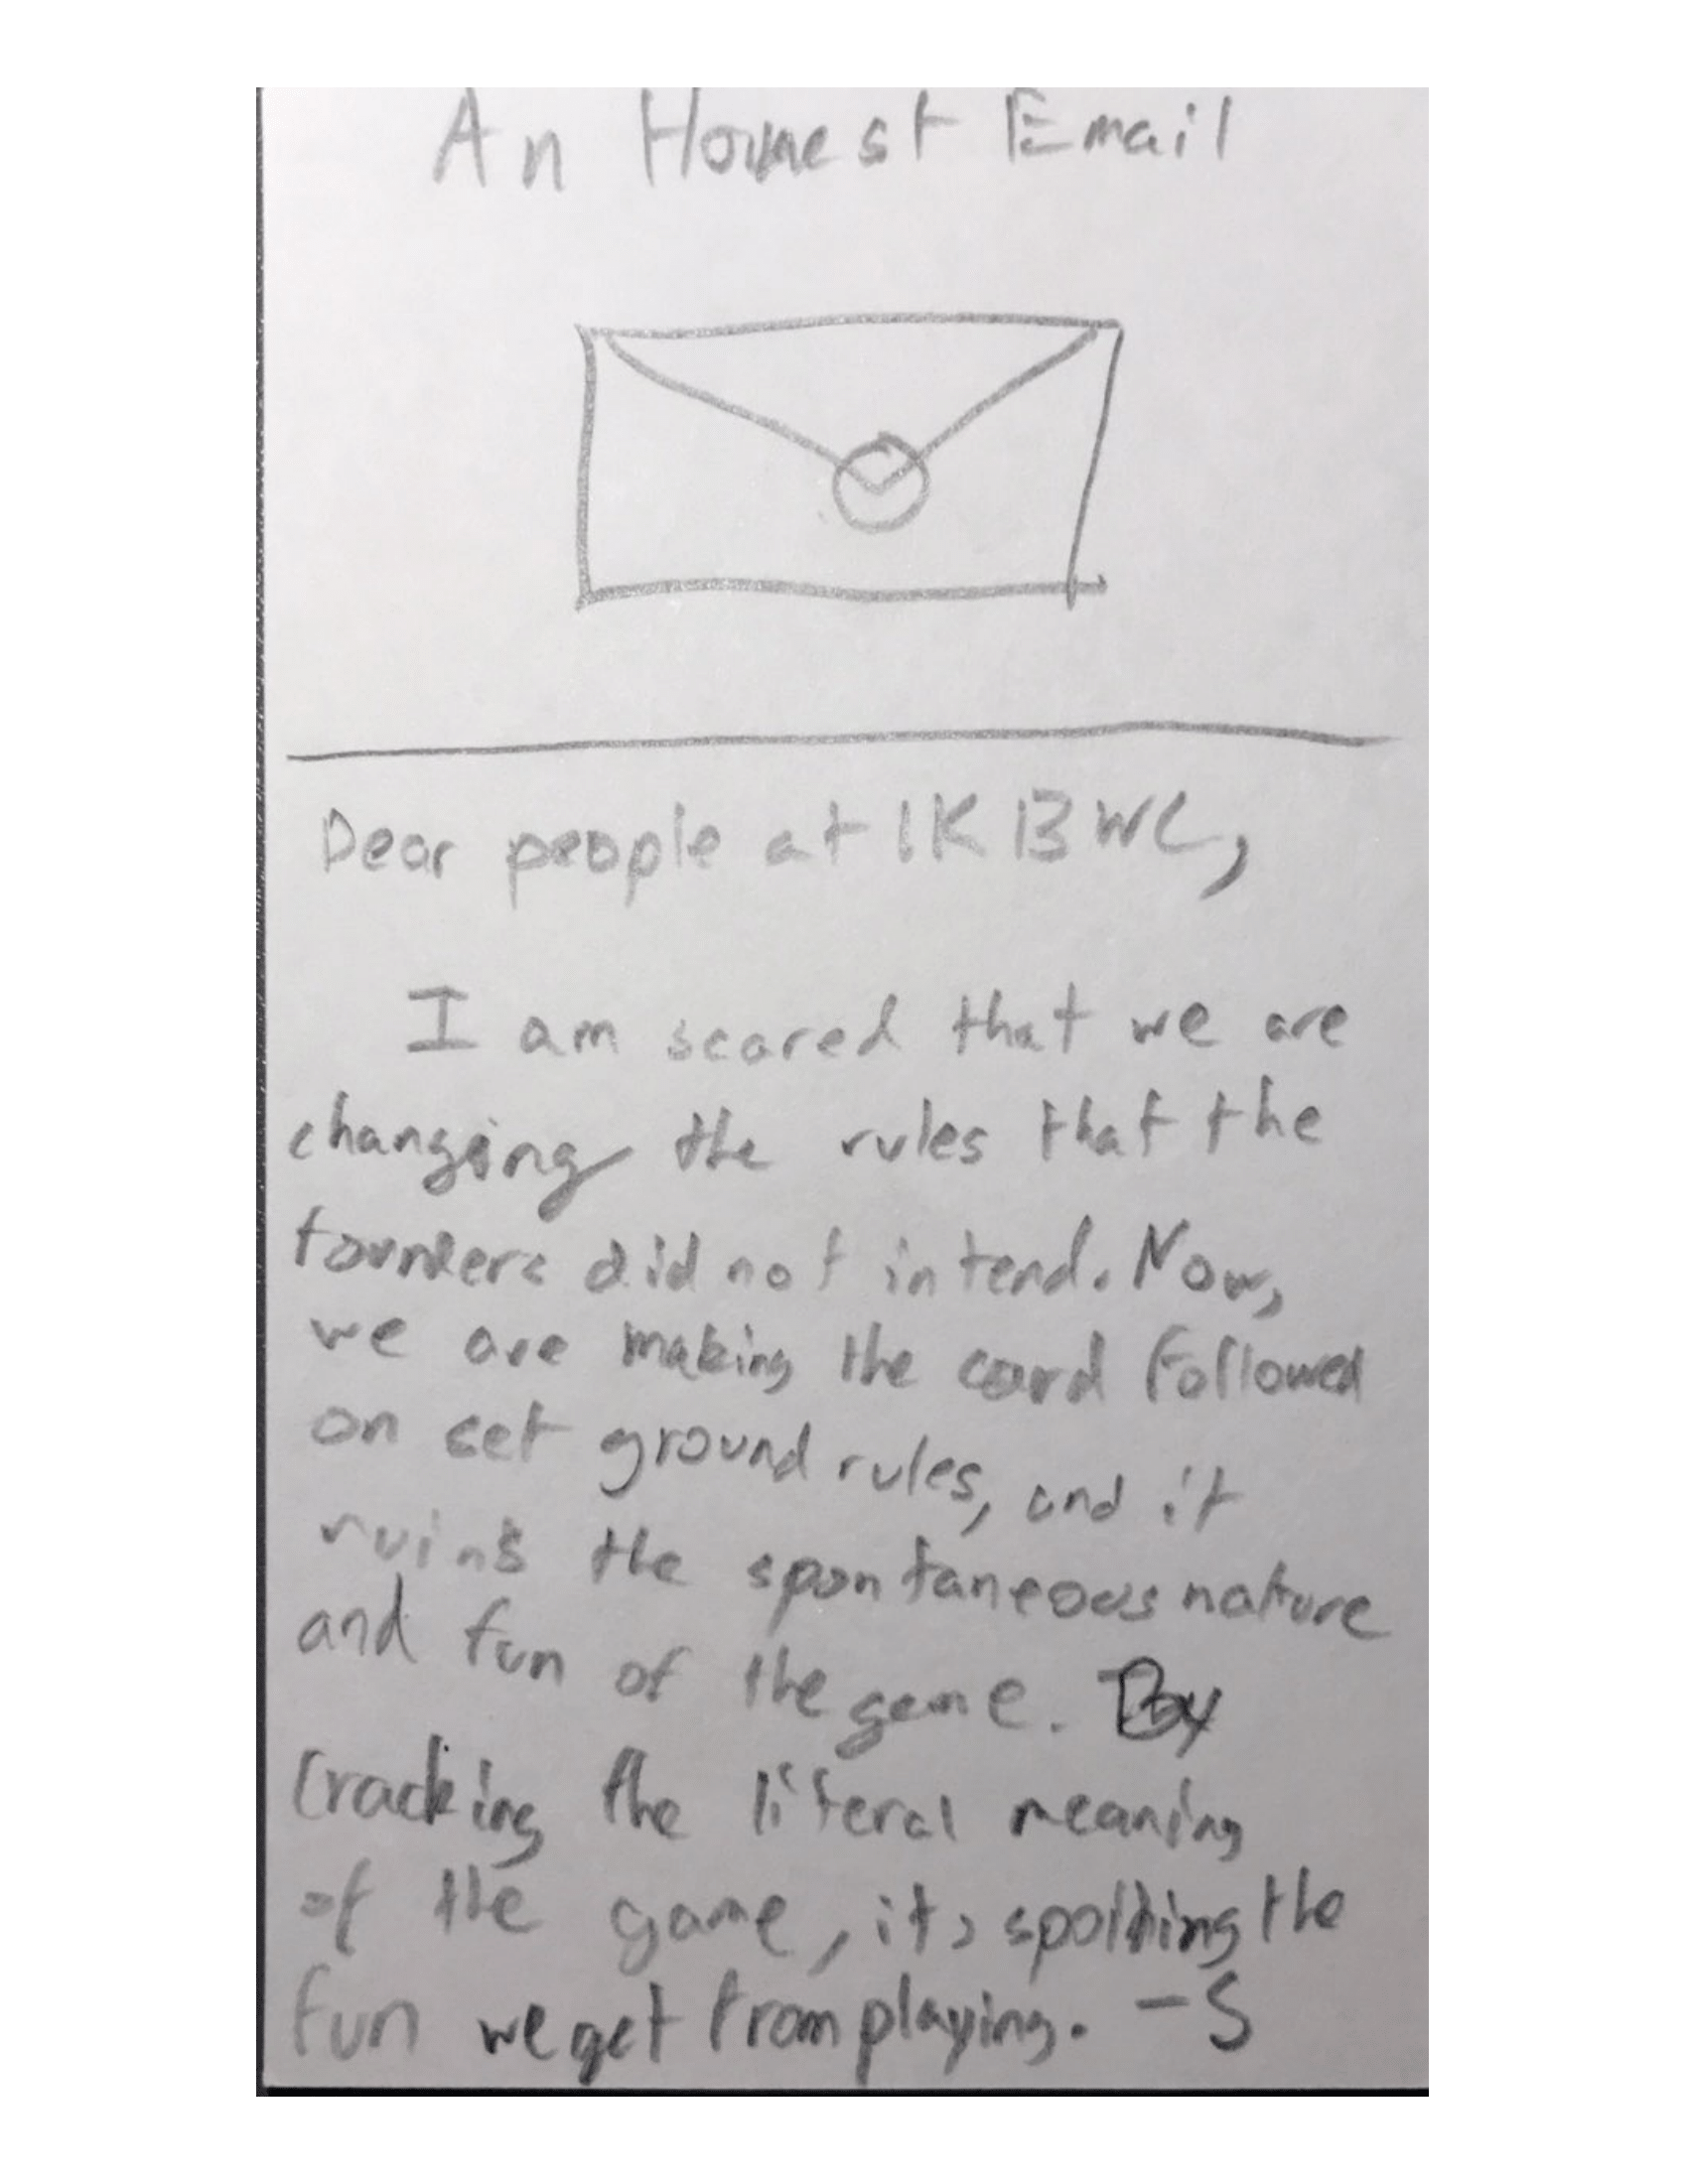 An Honest Email
Dear people at 1KBWC,
I am scared that we are
changing the rules that the
founders did not intend. Now,
we are making the card followed
on set ground rules, and it
ruins the spontaneous nature
and fun of the game. By
cracking the literal meaning
of the game, its spoiling the
fun we get from playing. -S